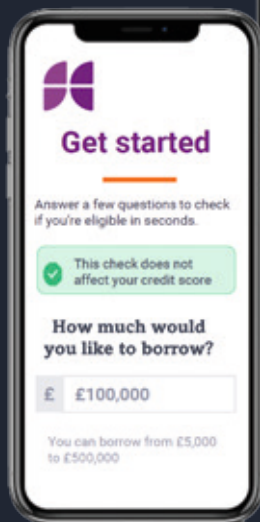 Get started
Answer a few questions to check
if you're eligible in seconds.
This check does not
affect your credit score
How much would
you like to borrow?
£ £100,000
You can borrow from £5,000
to £500,000